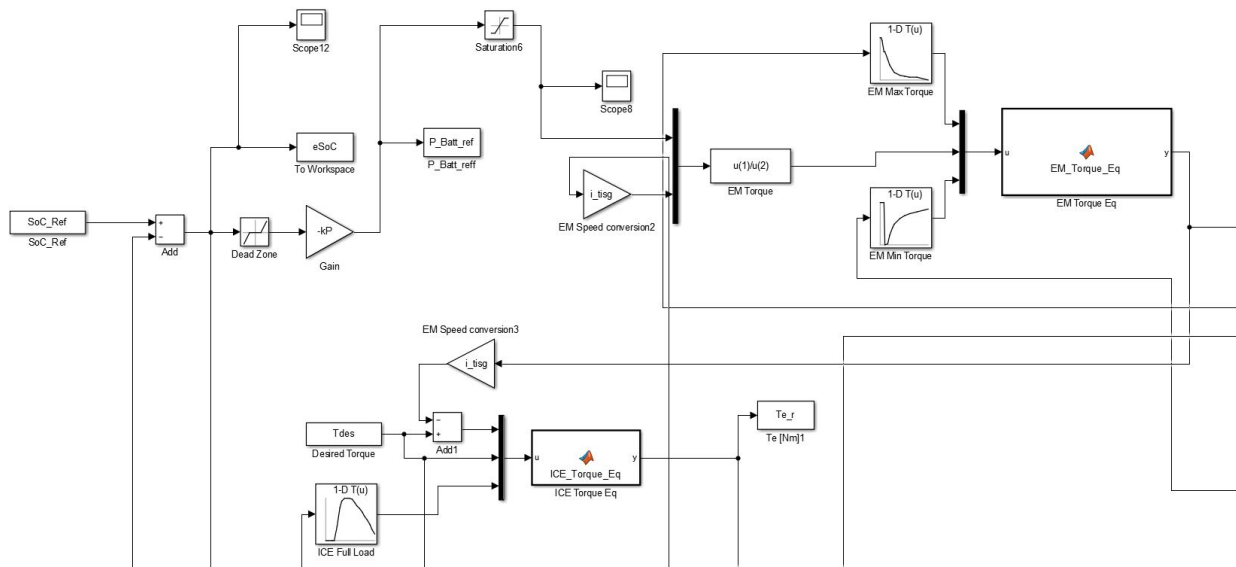 Scope12
Saturation6
Scope8
1-D T(u)
EM Max Torque
eSoC
To Workspace
P_Batt_ref
P_Batt_reff
u(1)/u(2)
EM Torque
u
EM_Torque_Eq
y
EM Torque Eq
i_tisg
EM Speed conversion2
1-D T(u)
EM Min Torque
SoC_Ref
SoC_Ref
+
−
Add
Dead Zone
-kP
Gain
EM Speed conversion3
i_tisg
−
+
Add1
Tdes
Desired Torque
1-D T(u)
ICE Full Load
u
ICE_Torque_Eq
y
ICE Torque Eq
Te_r
Te [Nm]1